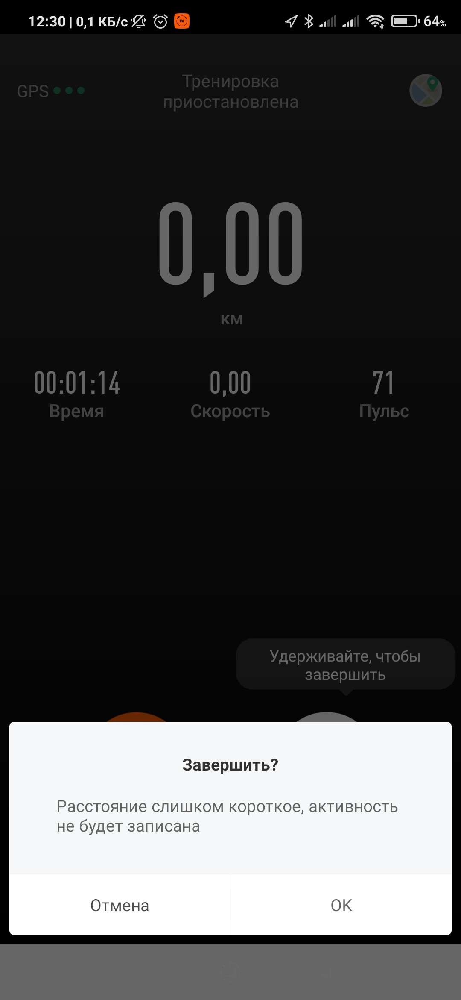 12:30 | 0,1 КБ/с
64%
GPS
Тренировка
приостановлена
0,00
км
00:01:14 0,00 71
Время Скорость Пульс
Удерживайте, чтобы
завершить
Завершить?
Расстояние слишком короткое, активность
не будет записана
Отмена OK